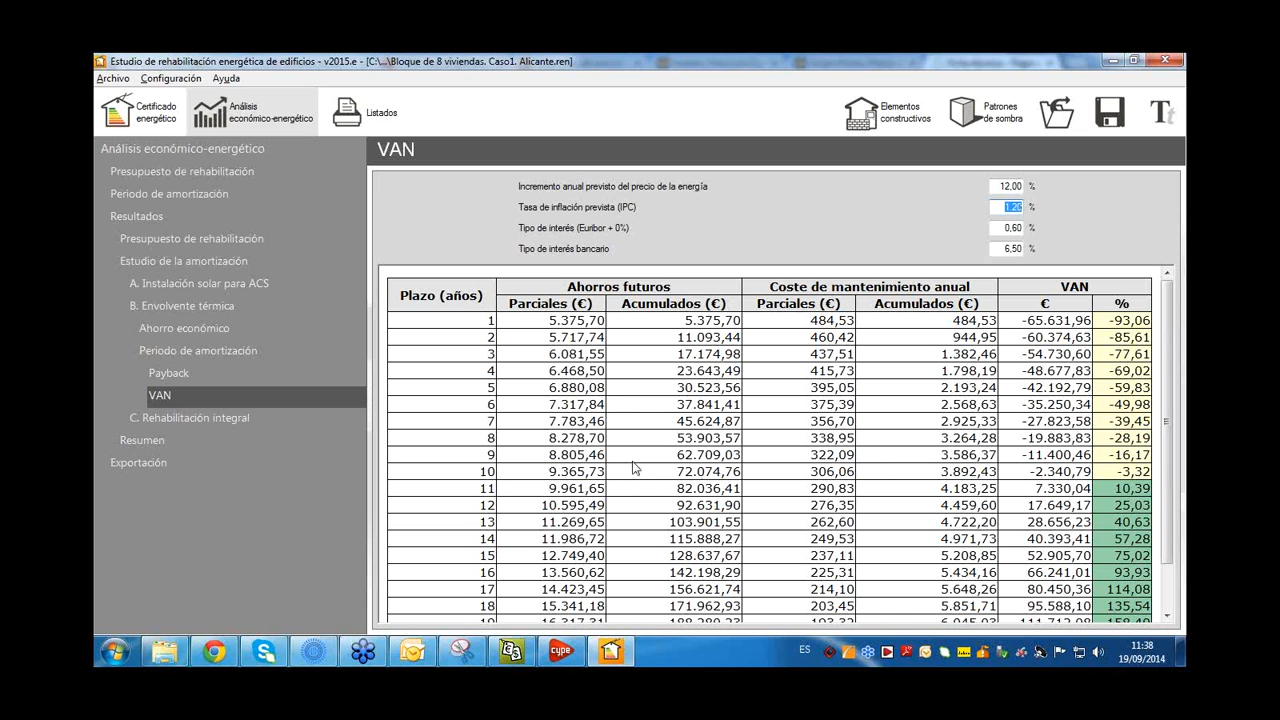 Estudio de rehabilitación energética de edificios - v2015.e - [C:\...\Bloque de 8 viviendas. Caso1. Alicante.ren]
Archivo Configuración Ayuda
Certificado energético
Análisis económico-energético
Listados
Elementos constructivos
Patrones de sombra
Tt
Análisis económico-energético
Presupuesto de rehabilitación
Periodo de amortización
Resultados
Presupuesto de rehabilitación
Estudio de la amortización
A. Instalación solar para ACS
B. Envolvente térmica
Ahorro económico
Periodo de amortización
Payback
VAN
C. Rehabilitación integral
Resumen
Exportación
VAN
Incremento anual previsto del precio de la energía 12,00 %
Tasa de inflación prevista (IPC) 1,20 %
Tipo de interés (Euribor + 0%) 0,60 %
Tipo de interés bancario 6,50 %
Plazo (años) Ahorros futuros Coste de mantenimiento anual VAN
Parciales (€) Acumulados (€) Parciales (€) Acumulados (€) € %
1 5.375,70 5.375,70 484,53 484,53 -65.631,96 -93,06
2 5.717,74 11.093,44 460,42 944,95 -60.374,63 -85,61
3 6.081,55 17.174,98 437,51 1.382,46 -54.730,60 -77,61
4 6.468,50 23.643,49 415,73 1.798,19 -48.677,83 -69,02
5 6.880,08 30.523,56 395,05 2.193,24 -42.192,79 -59,83
6 7.317,84 37.841,41 375,39 2.568,63 -35.250,34 -49,98
7 7.783,46 45.624,87 356,70 2.925,33 -27.823,58 -39,45
8 8.278,70 53.903,57 338,95 3.264,28 -19.883,83 -28,19
9 8.805,46 62.709,03 322,09 3.586,37 -11.400,46 -16,17
10 9.365,73 72.074,76 306,06 3.892,43 -2.340,79 -3,32
11 9.961,65 82.036,41 290,83 4.183,25 7.330,04 10,39
12 10.595,49 92.631,90 276,35 4.459,60 17.649,17 25,03
13 11.269,65 103.901,55 262,60 4.722,20 28.656,23 40,63
14 11.986,72 115.888,27 249,53 4.971,73 40.393,41 57,28
15 12.749,40 128.637,67 237,11 5.208,85 52.905,70 75,02
16 13.560,62 142.198,29 225,31 5.434,16 66.241,01 93,93
17 14.423,45 156.621,74 214,10 5.648,26 80.450,36 114,08
18 15.341,18 171.962,93 203,45 5.851,71 95.588,10 135,54
cype
ES
11:38
19/09/2014